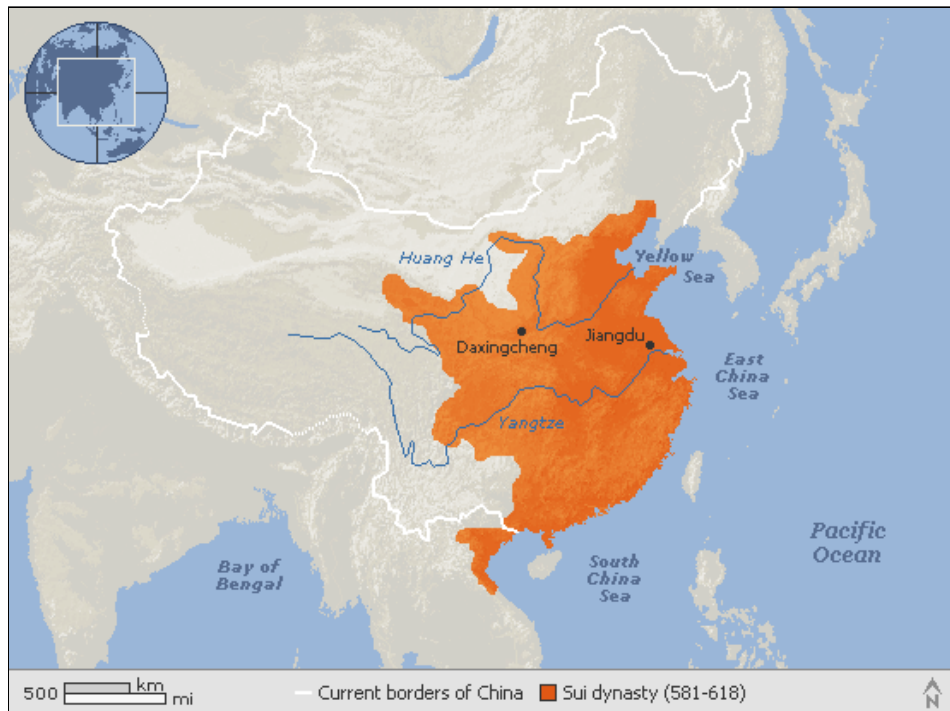 Huang He
Yellow
Sea
Daxingcheng
Jiangdu
East
China
Sea
Yangtze
Pacific
Ocean
Bay of
Bengal
South
China
Sea
500
km
mi
Current borders of China
Sui dynasty (581-618)
N